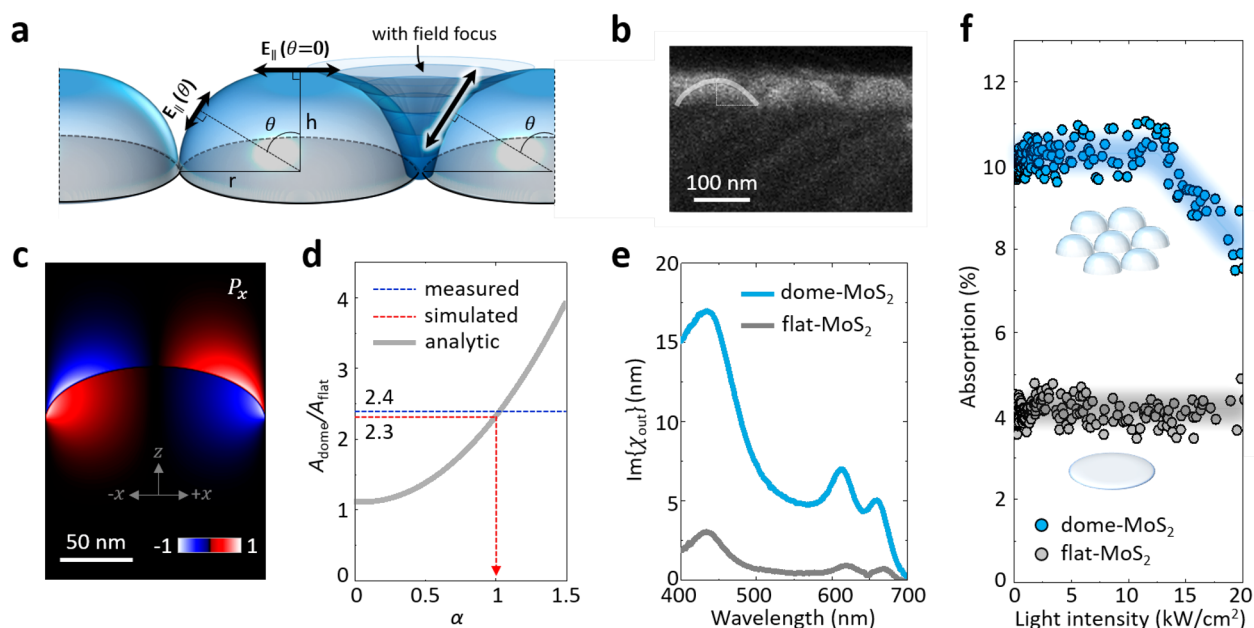 a
E∥(θ=0)
with field focus
E∥(θ)
θ
h
r
θ
b
100 nm
c
Pₓ
z
-x
+x
50 nm
-1
1
d
A_dome/A_flat
4
3
2
1
0
measured
simulated
analytic
2.4
2.3
0
0.5
1
1.5
α
e
Im{χ_out} (nm)
20
15
10
5
0
dome-MoS₂
flat-MoS₂
400
500
600
700
Wavelength (nm)
f
Absorption (%)
12
10
8
6
4
2
0
dome-MoS₂
flat-MoS₂
0
5
10
15
20
Light intensity (kW/cm²)